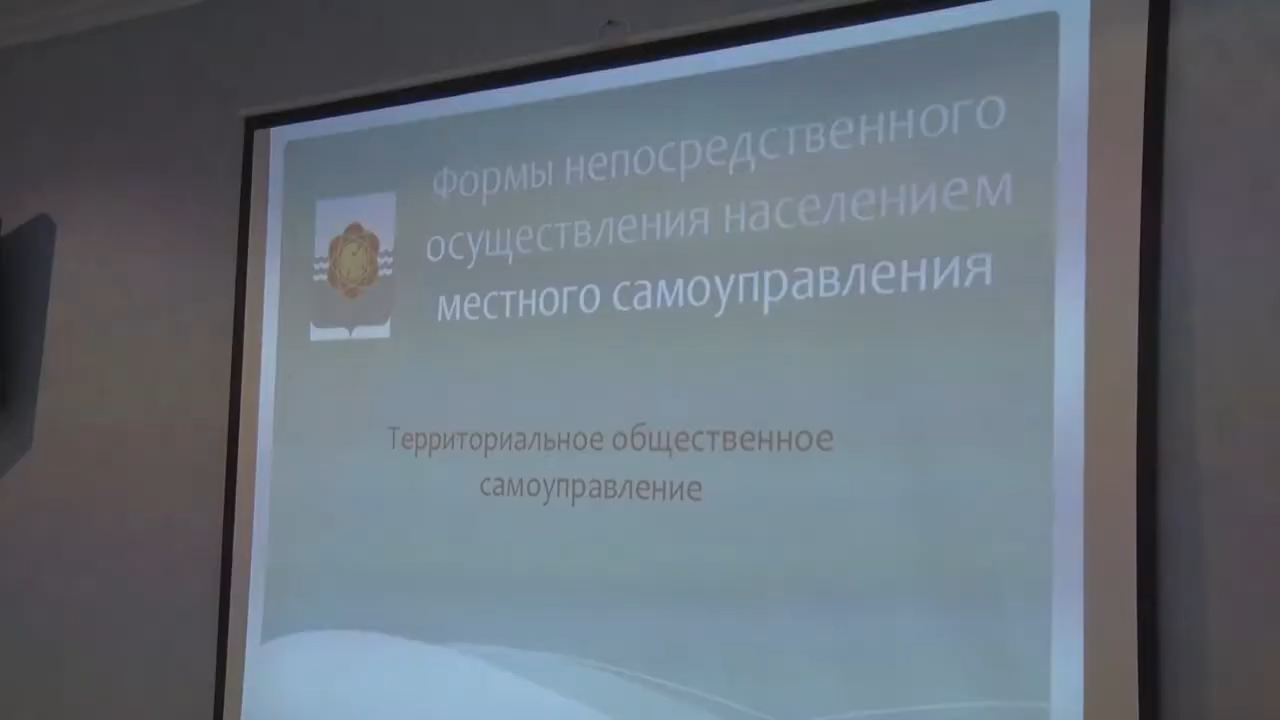 Формы непосредственного
осуществления населением
местного самоуправления
Территориальное общественное
самоуправление